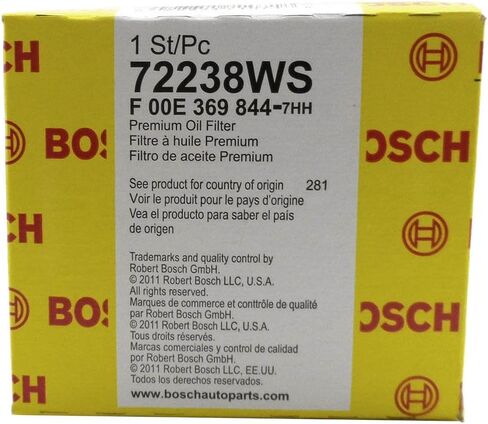 1 St/Pc
72238WS
F 00E 369 844-7HH
Premium Oil Filter
Filtre à huile Premium
Filtro de aceite Premium
See product for country of origin 281
Voir le produit pour le pays d'origine
Vea el producto para saber el país
de origen
Trademarks and quality control by
Robert Bosch GmbH.
© 2011 Robert Bosch LLC, U.S.A.
All rights reserved.
Marques de commerce et contrôle de qualité
par Robert Bosch GmbH.
© 2011 Robert Bosch LLC, U.S.A.
Tous droits réservés.
Marcas comerciales y control de calidad
por Robert Bosch GmbH.
© 2011 Robert Bosch LLC, EE.UU.
Todos los derechos reservados.
www.boschautoparts.com
CH
BOSCH
BOSCH
CH
BOS
OSCH
CH
BOSCH